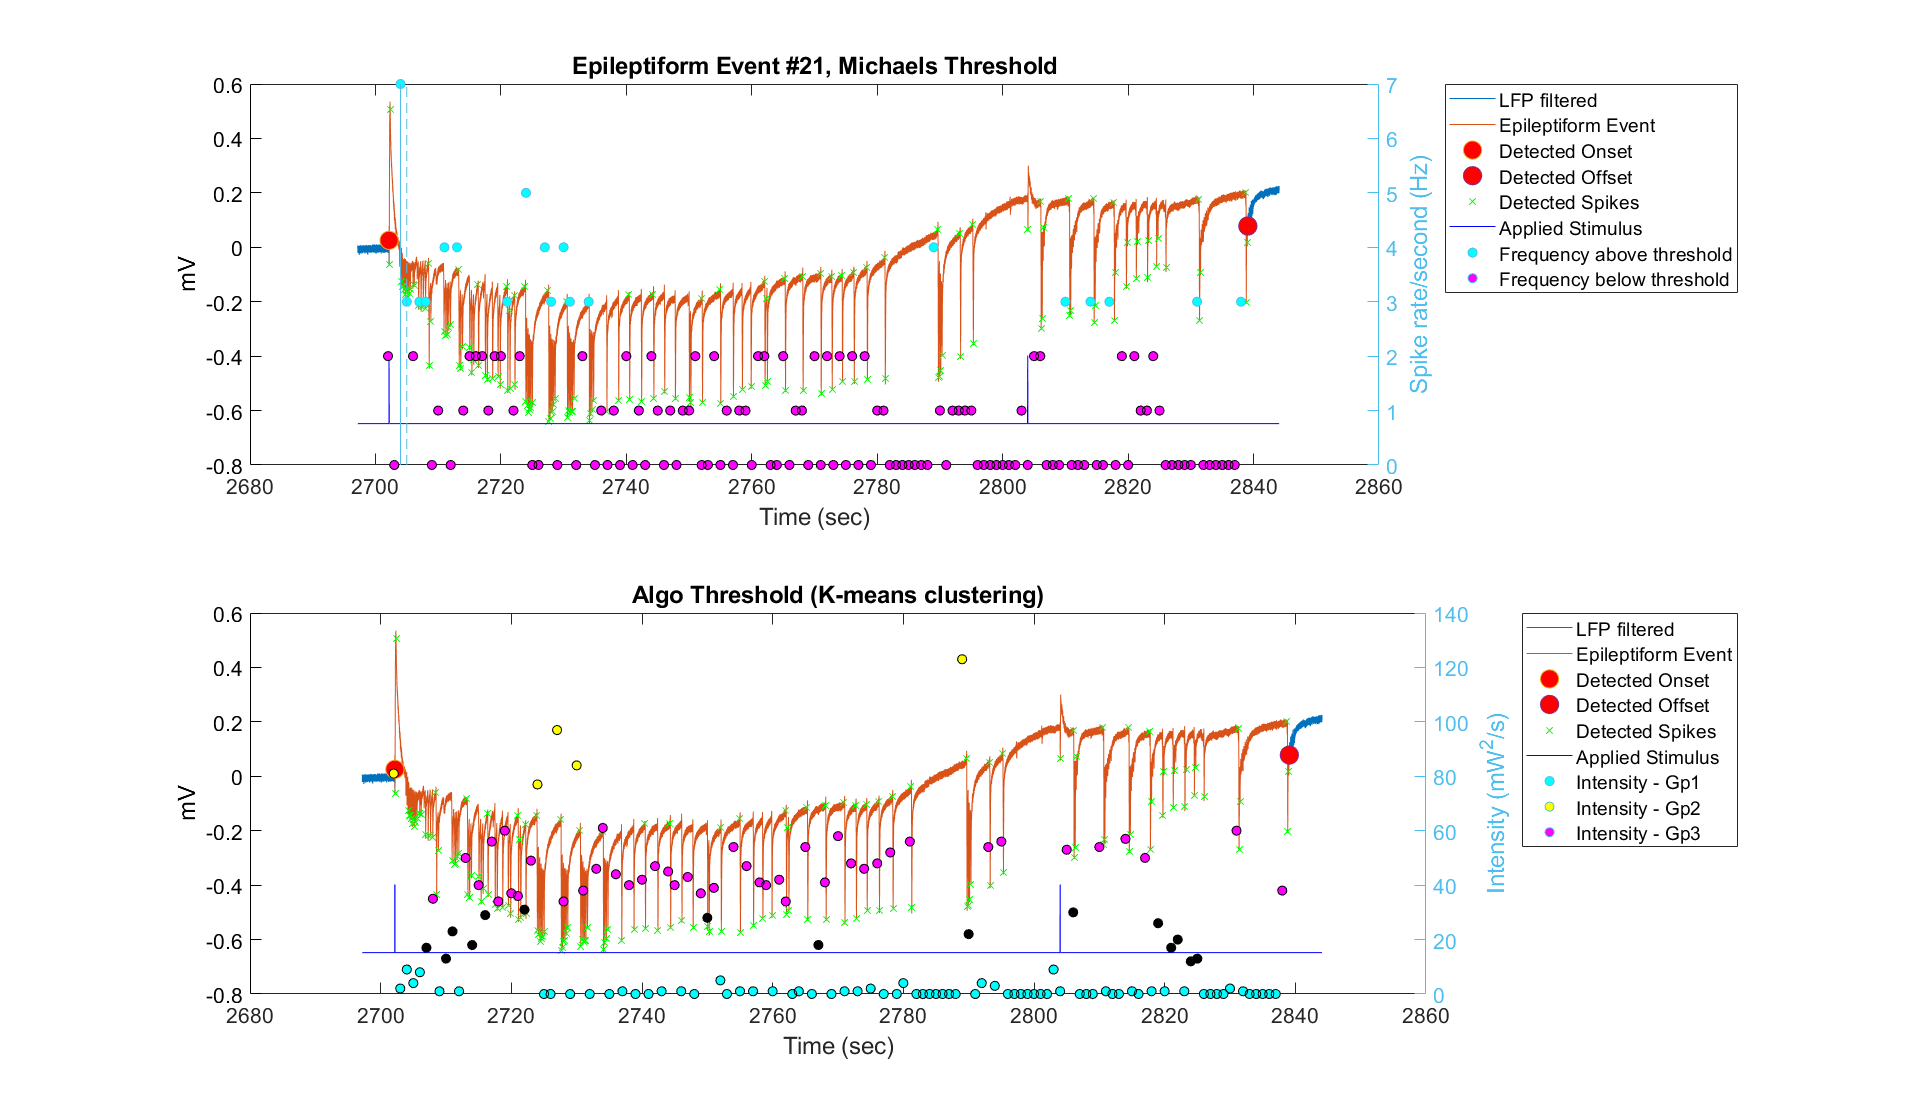 Epileptiform Event #21, Michaels Threshold
0.6
0.4
0.2
0
-0.2
-0.4
-0.6
-0.8
mV
2680
2700
2720
2740
2760
2780
2800
2820
2840
2860
Time (sec)
7
6
5
4
3
2
1
0
Spike rate/second (Hz)
LFP filtered
Epileptiform Event
Detected Onset
Detected Offset
Detected Spikes
Applied Stimulus
Frequency above threshold
Frequency below threshold
Algo Threshold (K-means clustering)
0.6
0.4
0.2
0
-0.2
-0.4
-0.6
-0.8
mV
2680
2700
2720
2740
2760
2780
2800
2820
2840
2860
Time (sec)
140
120
100
80
60
40
20
0
Intensity (mW²/s)
LFP filtered
Epileptiform Event
Detected Onset
Detected Offset
Detected Spikes
Applied Stimulus
Intensity - Gp1
Intensity - Gp2
Intensity - Gp3